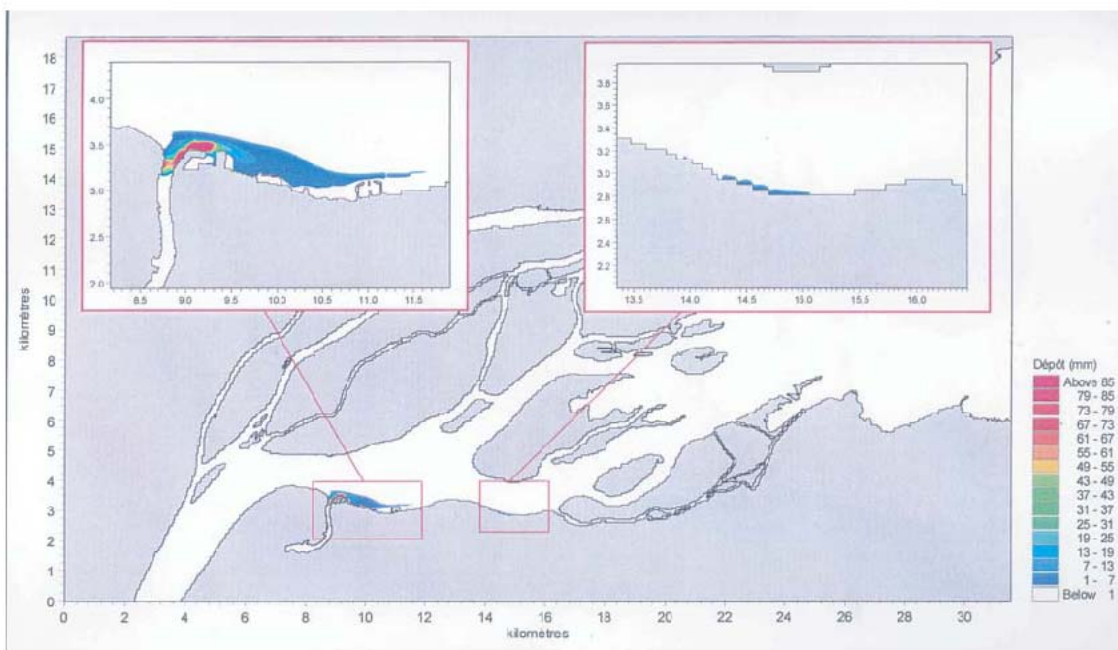 18
17
16
15
14
13
12
11
10
9
8
7
6
5
4
3
2
1
0
kilomètres
4.0
3.5
3.0
2.5
2.0
8.5 9.0 9.5 10.0 10.5 11.0 11.5
3.8
3.6
3.4
3.2
3.0
2.8
2.6
2.4
2.2
13.5 14.0 14.5 15.0 15.5 16.0
0 2 4 6 8 10 12 14 16 18 20 22 24 26 28 30
kilomètres
Dépôt (mm)
Above 85
79 - 85
73 - 79
67 - 73
61 - 67
55 - 61
49 - 55
43 - 49
37 - 43
31 - 37
25 - 31
19 - 25
13 - 19
7 - 13
1 - 7
Below 1